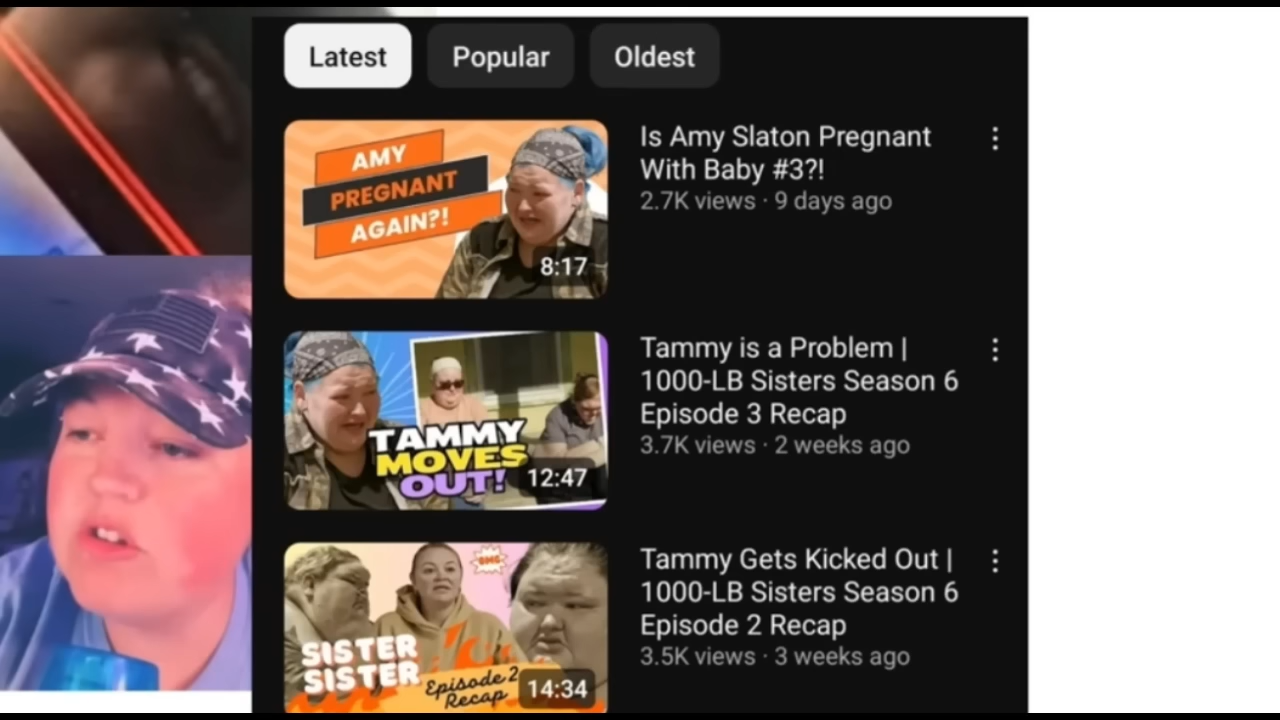 Latest
Popular
Oldest
AMY
PREGNANT
AGAIN?!
8:17
Is Amy Slaton Pregnant
With Baby #3?!
2.7K views · 9 days ago
TAMMY
MOVES
OUT!
12:47
Tammy is a Problem |
1000-LB Sisters Season 6
Episode 3 Recap
3.7K views · 2 weeks ago
OMG
SISTER
SISTER
Episode 2
Recap
14:34
Tammy Gets Kicked Out |
1000-LB Sisters Season 6
Episode 2 Recap
3.5K views · 3 weeks ago